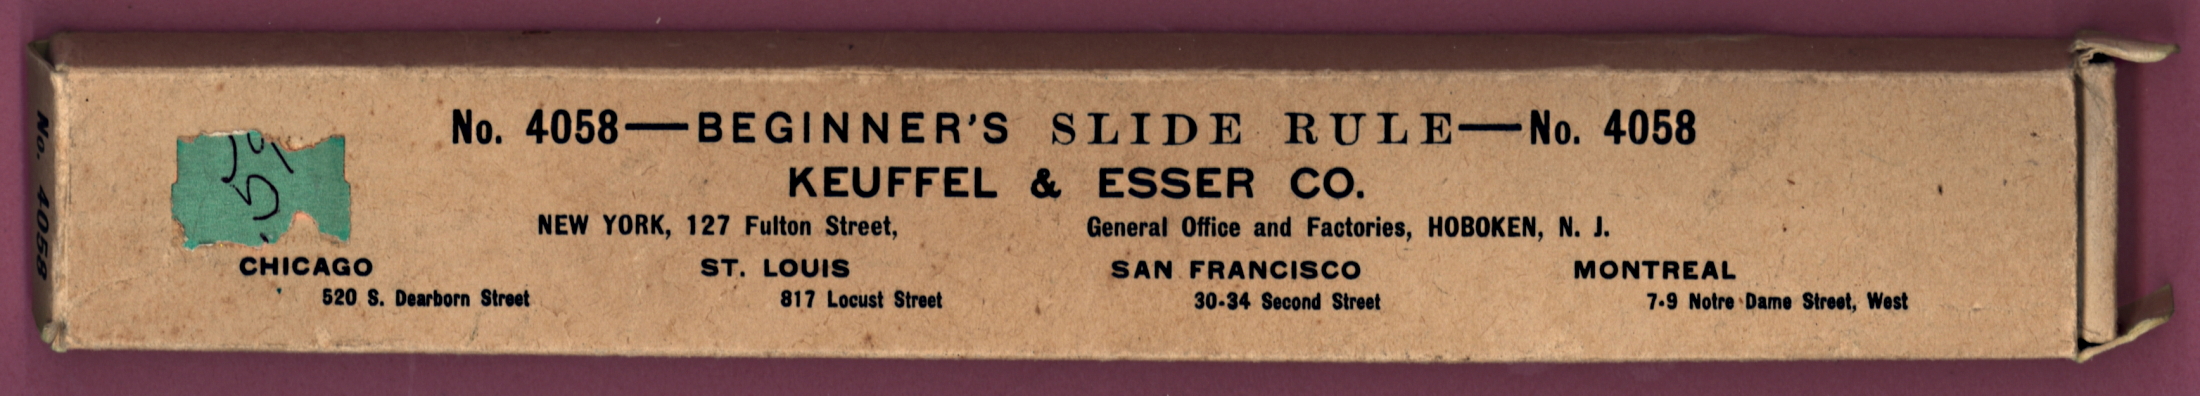 No. 4058—BEGINNER'S SLIDE RULE—No. 4058
KEUFFEL & ESSER CO.
NEW YORK, 127 Fulton Street, General Office and Factories, HOBOKEN, N. J.
CHICAGO ST. LOUIS SAN FRANCISCO MONTREAL
520 S. Dearborn Street 817 Locust Street 30-34 Second Street 7-9 Notre Dame Street, West
No. 4058